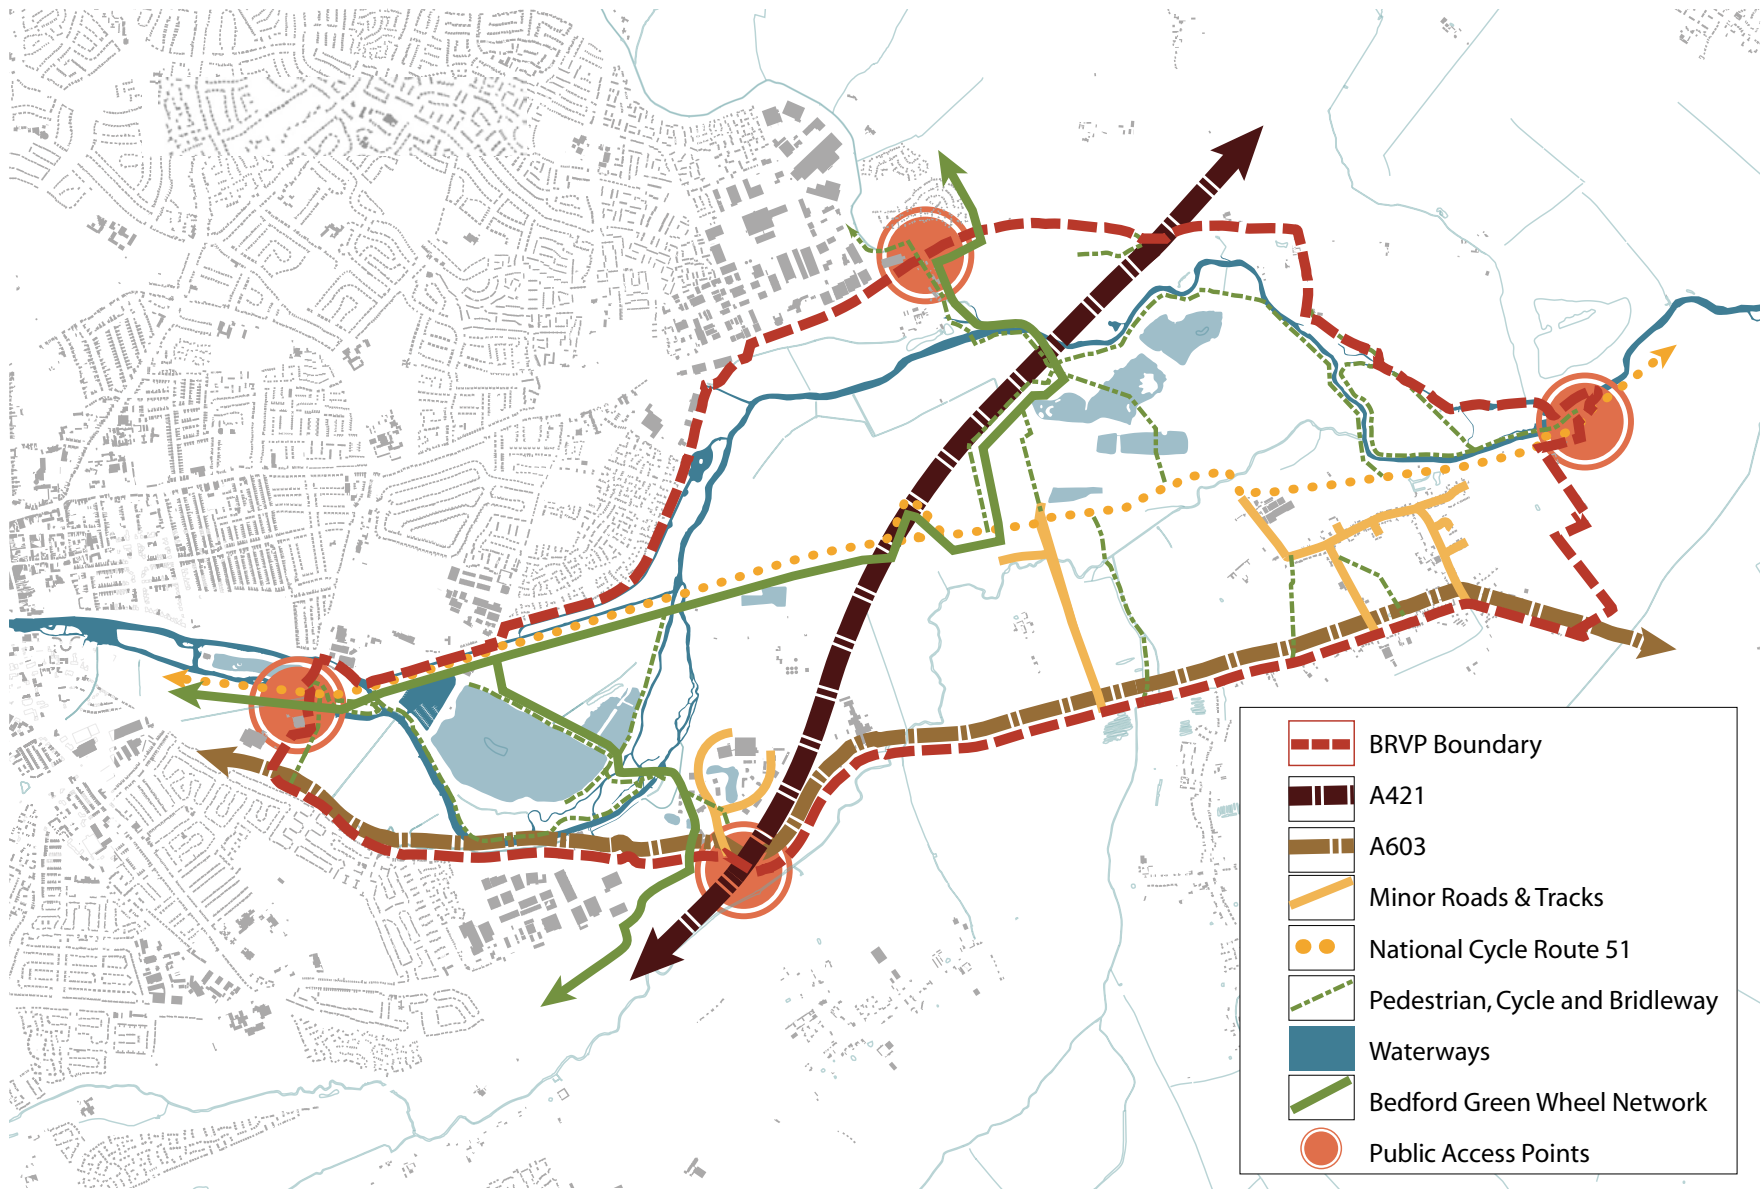 BRVP Boundary
A421
A603
Minor Roads & Tracks
National Cycle Route 51
Pedestrian, Cycle and Bridleway
Waterways
Bedford Green Wheel Network
Public Access Points